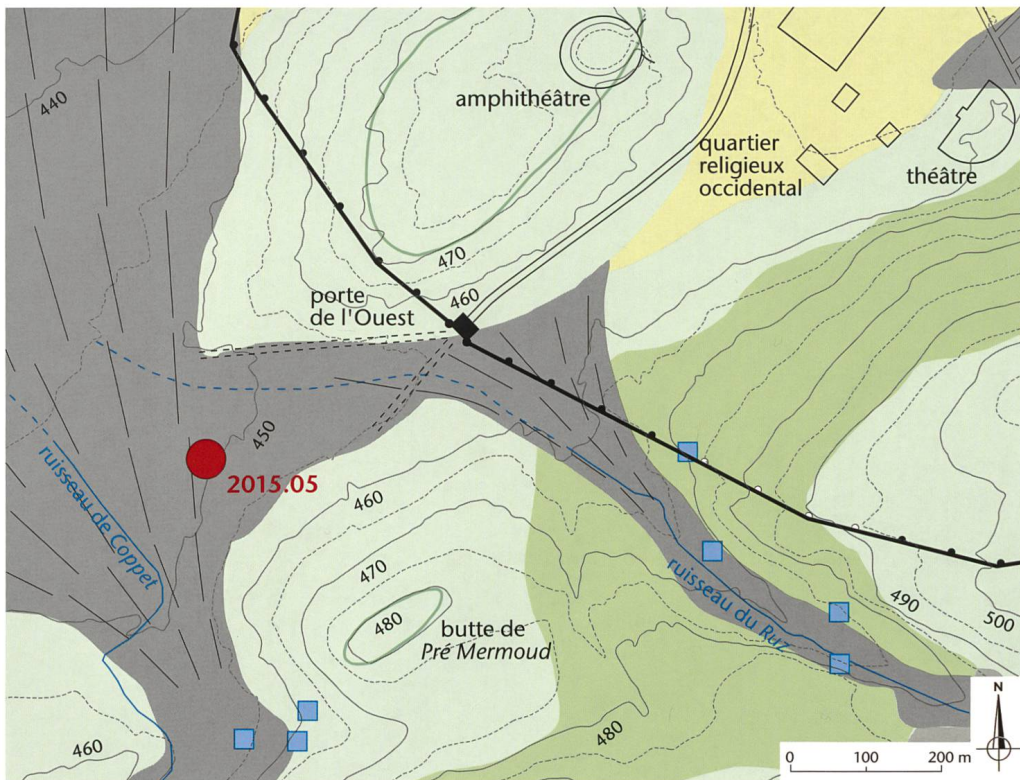 440
amphithéâtre
quartier
religieux
occidental
théâtre
470
460
porte
de l'Ouest
450
2015.05
ruisseau de Coppet
460
470
480
butte de
Pré Mermoud
ruisseau du Ruz
490
500
480
460
N
0 100 200 m